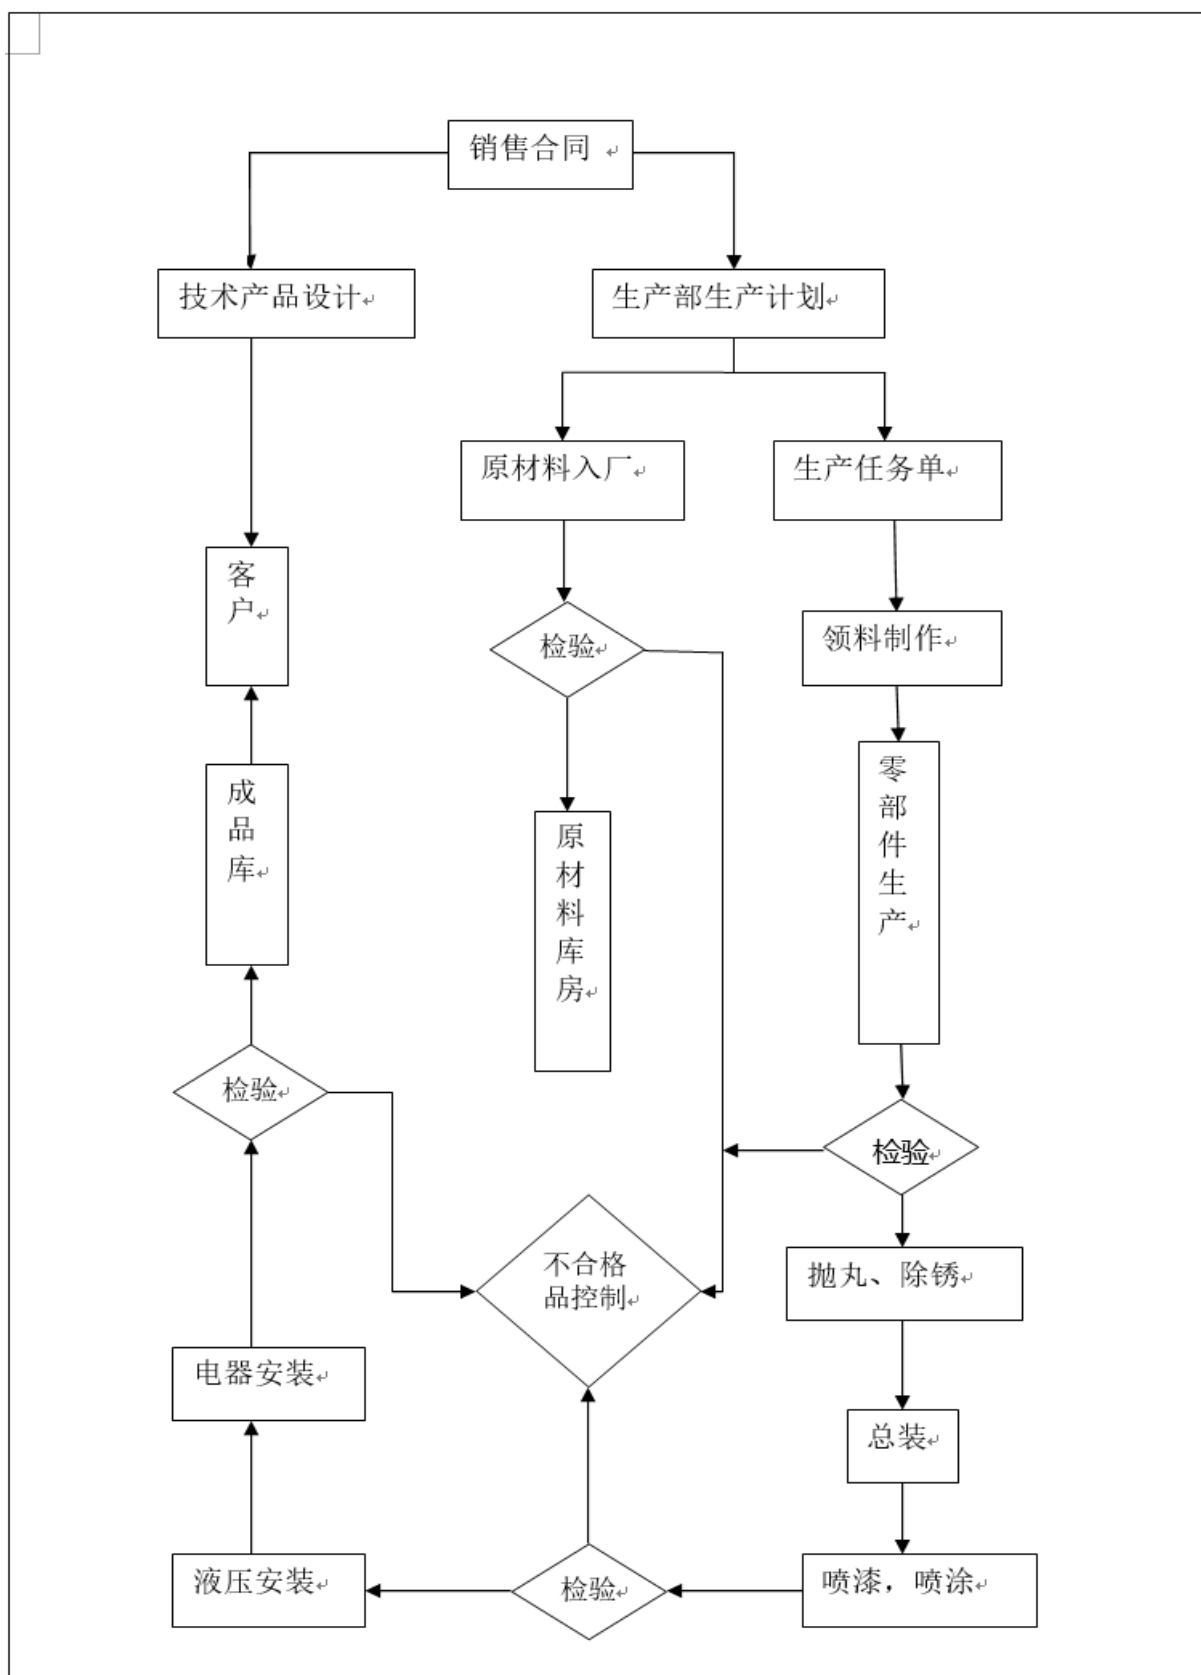 销售合同
技术产品设计
生产部生产计划
原材料入厂
生产任务单
客
户
检验
领料制作
成
品
库
原
材
料
库
房
零
部
件
生
产
检验
检验
不合格
品控制
抛丸、除锈
电器安装
总装
液压安装
检验
喷漆，喷涂